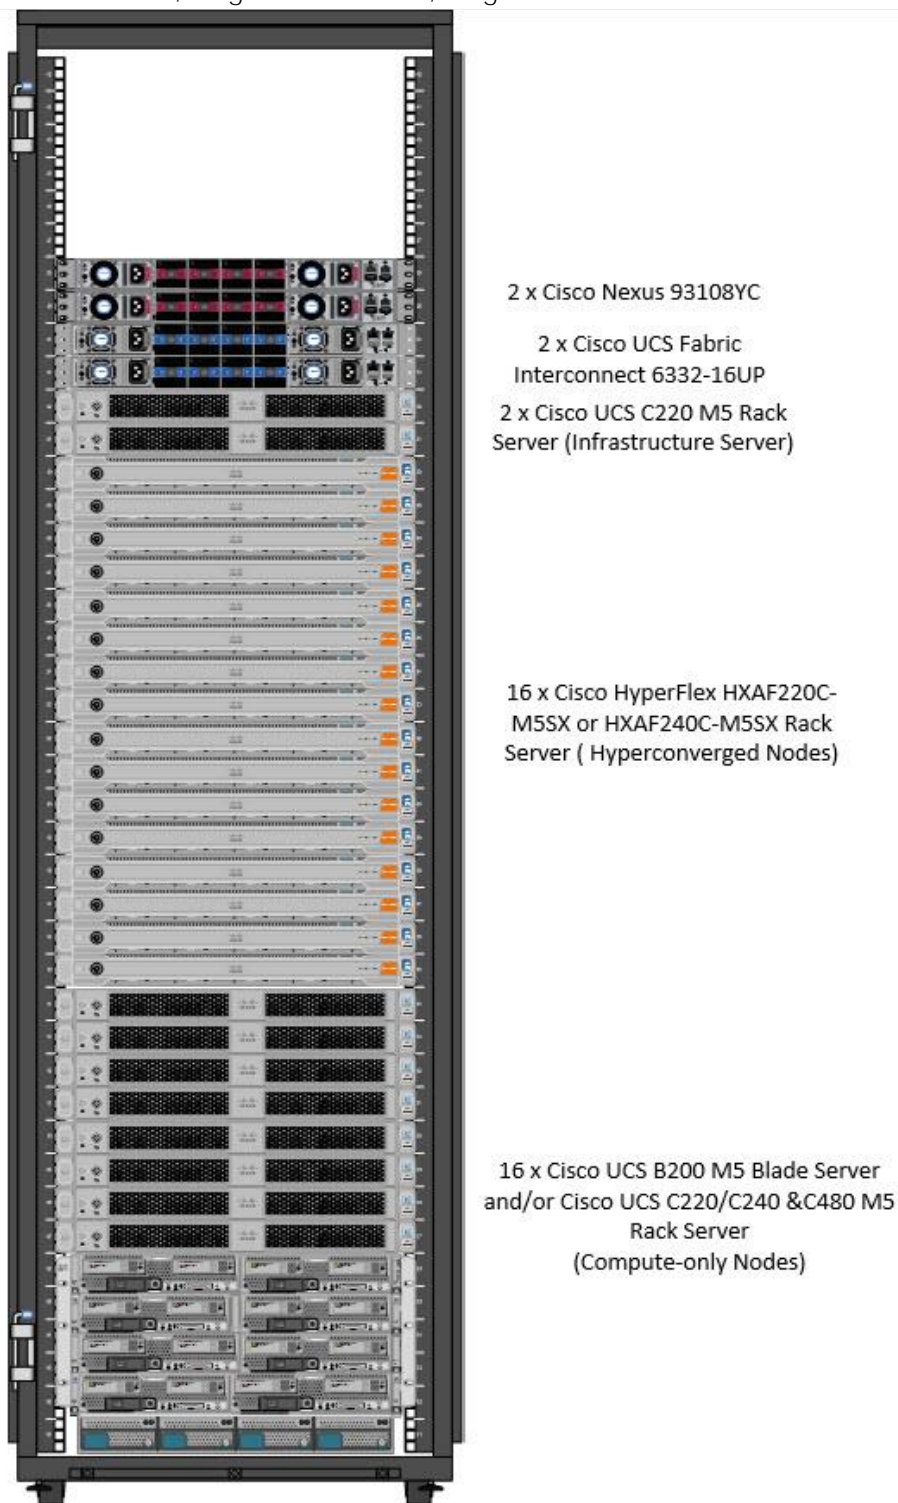 2 x Cisco Nexus 93108YC
2 x Cisco UCS Fabric
Interconnect 6332-16UP
2 x Cisco UCS C220 M5 Rack
Server (Infrastructure Server)
16 x Cisco HyperFlex HXAF220C-
M5SX or HXAF240C-M5SX Rack
Server ( Hyperconverged Nodes)
16 x Cisco UCS B200 M5 Blade Server
and/or Cisco UCS C220/C240 &C480 M5
Rack Server
(Compute-only Nodes)